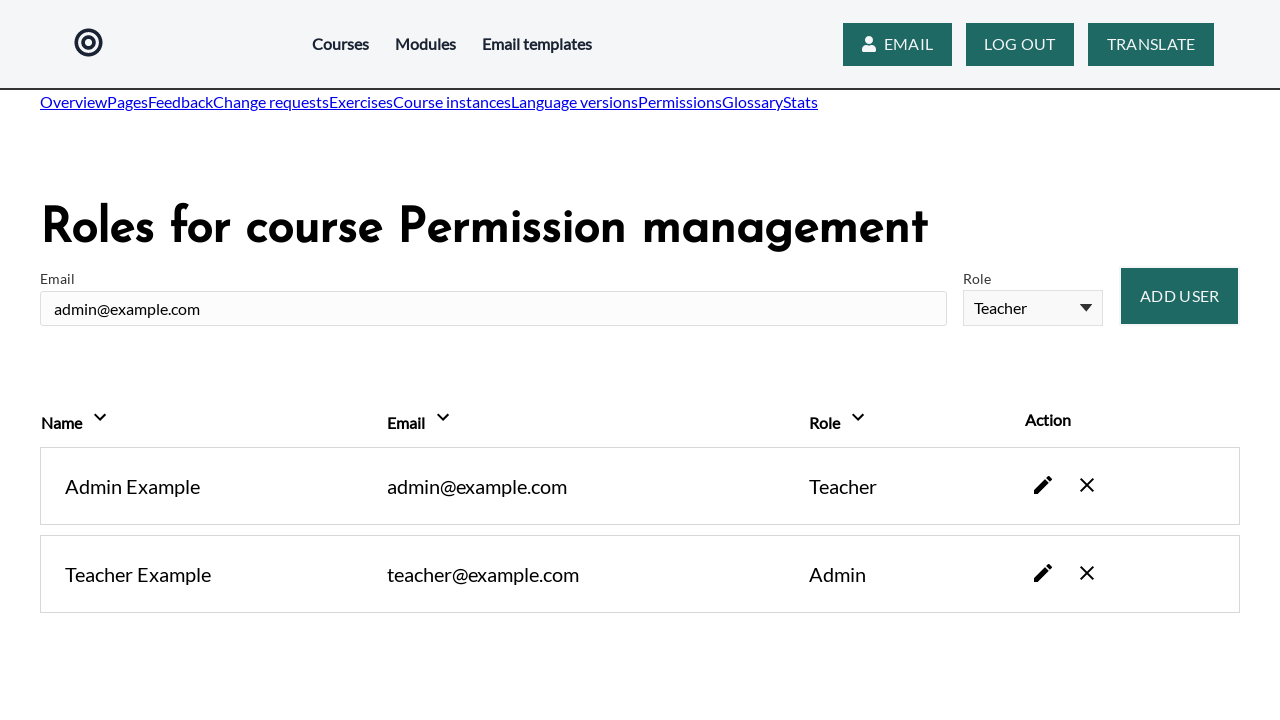 Courses Modules Email templates EMAIL LOG OUT TRANSLATE
OverviewPagesFeedbackChange requestsExercisesCourse instancesLanguage versionsPermissionsGlossaryStats
Roles for course Permission management
Email Role
admin@example.com Teacher ADD USER
Name Email Role Action
Admin Example admin@example.com Teacher
Teacher Example teacher@example.com Admin